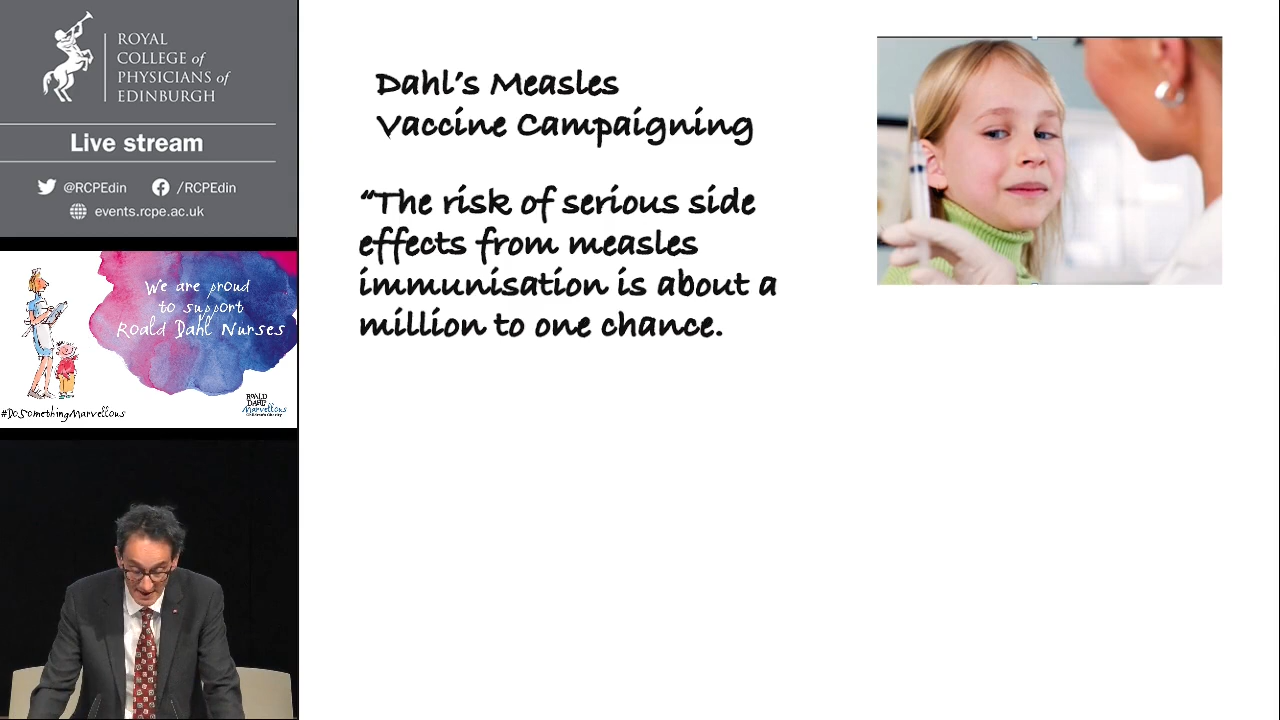 ROYAL
COLLEGE of
PHYSICIANS of
EDINBURGH
Live stream
@RCPEdin /RCPEdin
events.rcpe.ac.uk
We are proud
to support
Roald Dahl Nurses
#DoSomethingMarvellous
ROALD
DAHL
Marvellous
Dahl's Measles
Vaccine Campaigning
“The risk of serious side
effects from measles
immunisation is about a
million to one chance.